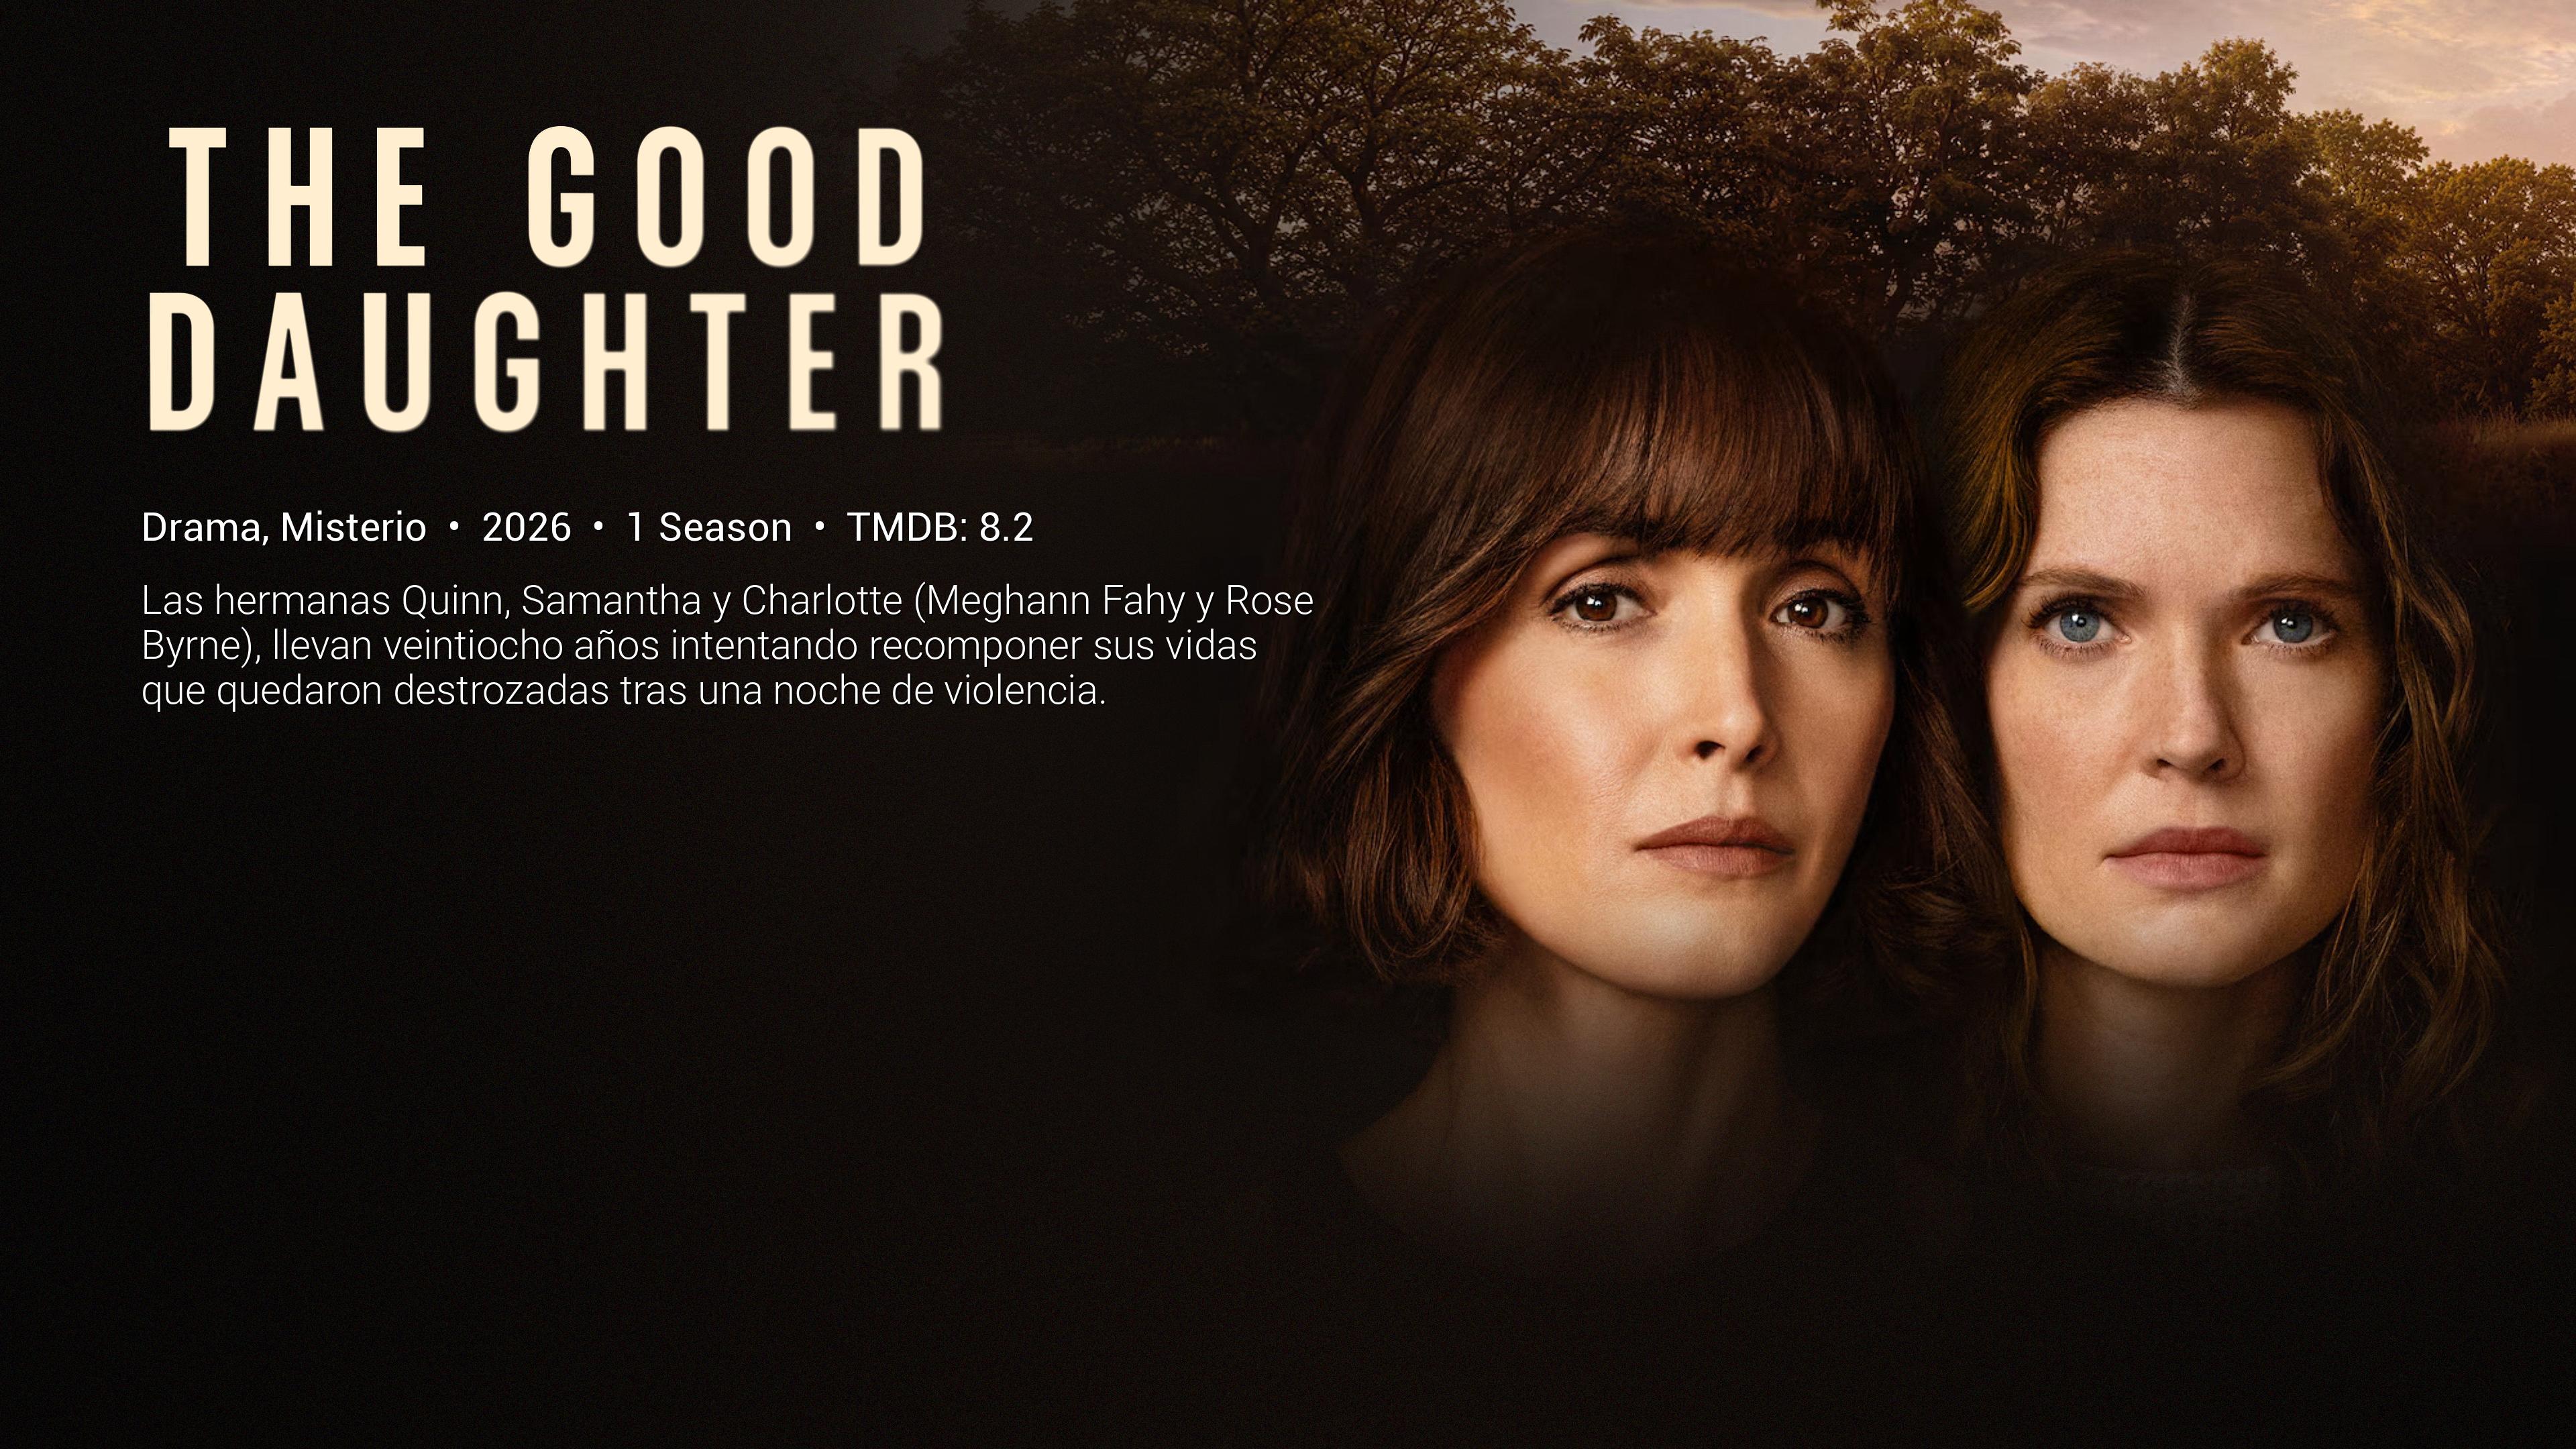 THE GOOD
DAUGHTER
Drama, Misterio • 2026 • 1 Season • TMDB: 8.2
Las hermanas Quinn, Samantha y Charlotte (Meghann Fahy y Rose
Byrne), llevan veintiocho años intentando recomponer sus vidas
que quedaron destrozadas tras una noche de violencia.